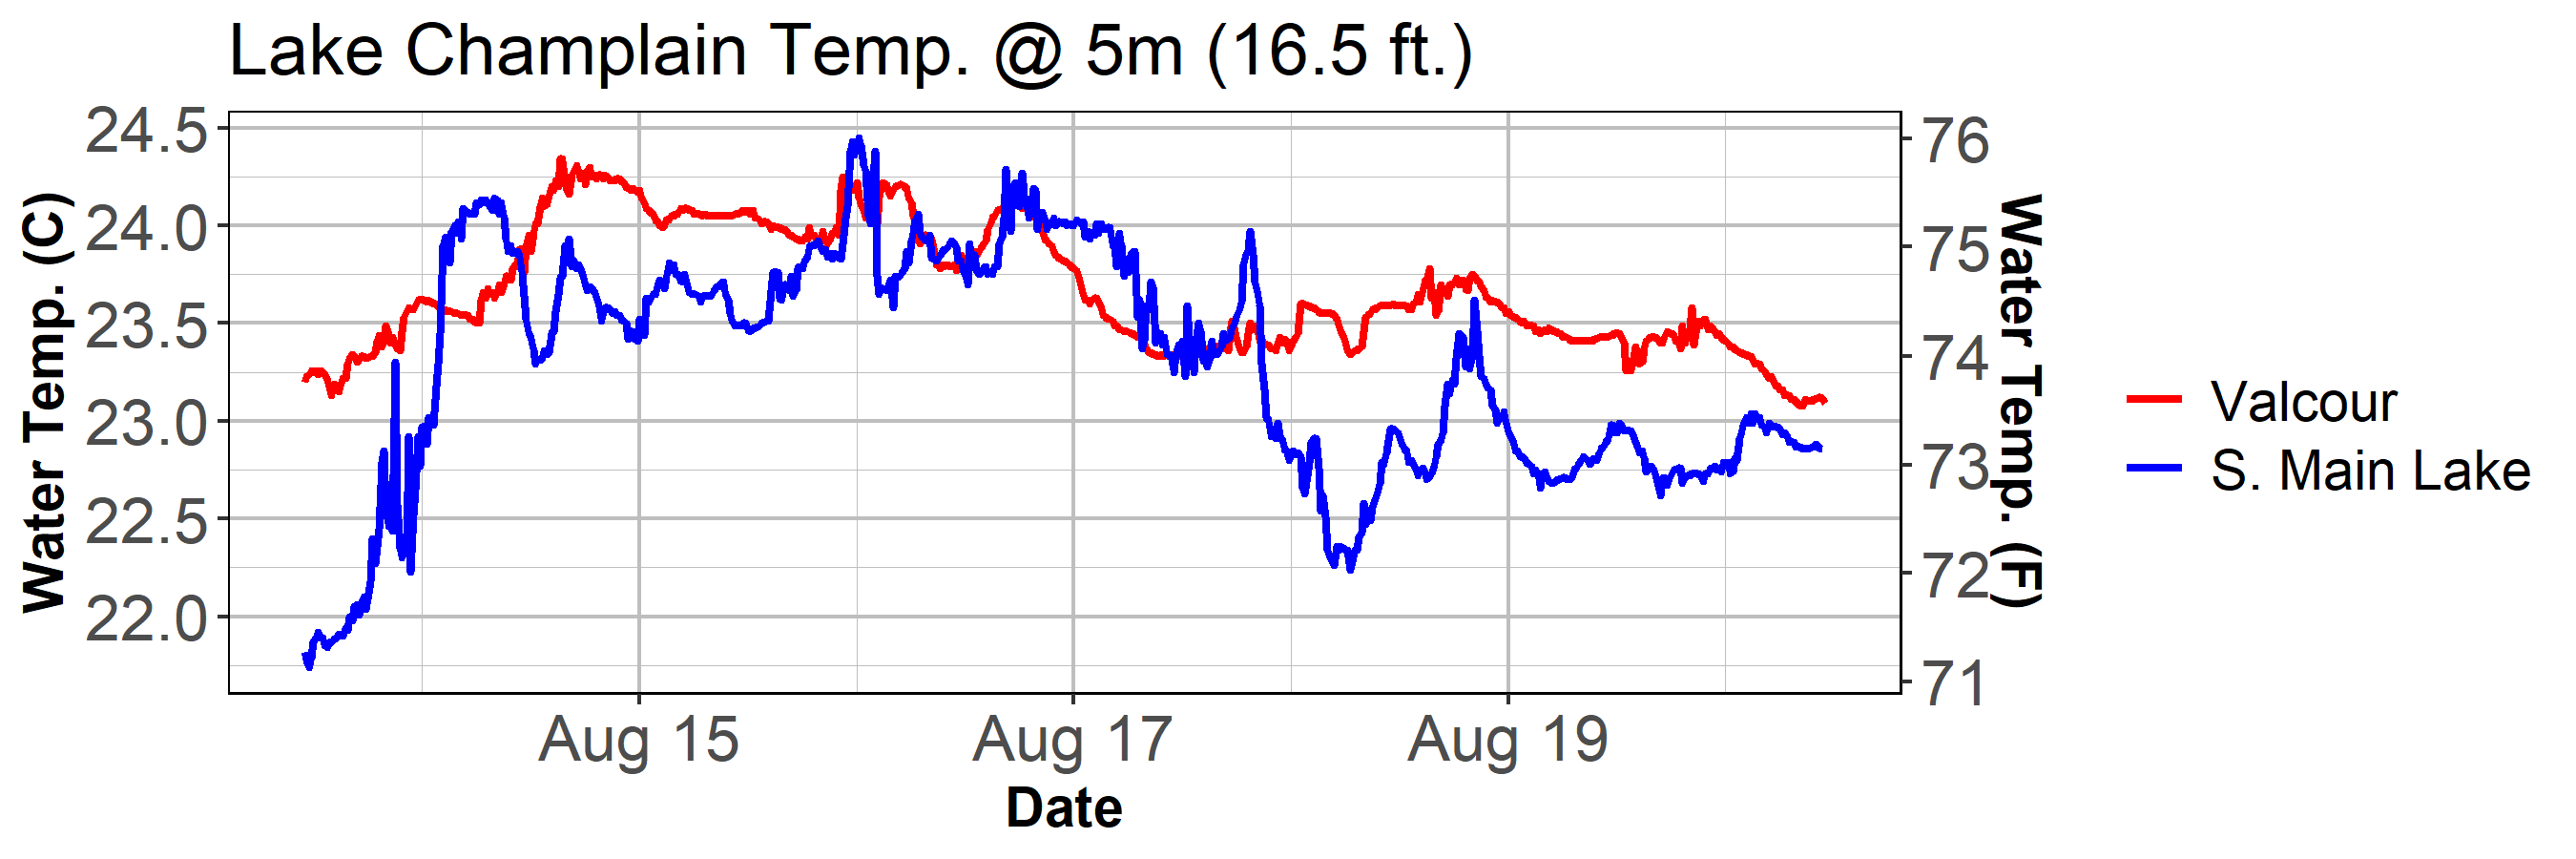 Lake Champlain Temp. @ 5m (16.5 ft.)
Water Temp. (C)
24.5
24.0
23.5
23.0
22.5
22.0
76
75
74
73
72
71
Water Temp. (F)
Aug 15
Aug 17
Aug 19
Date
Valcour
S. Main Lake